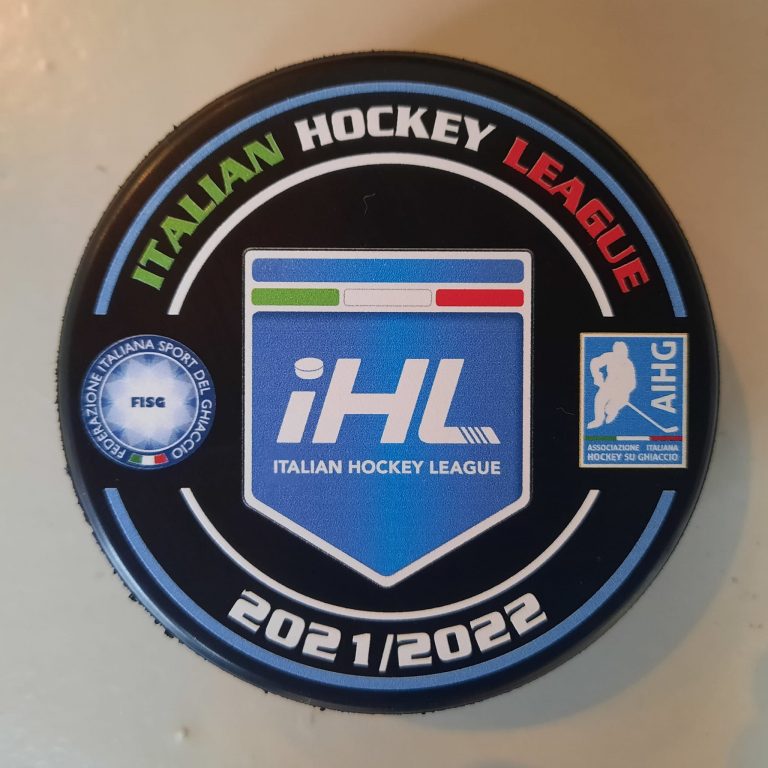 ITALIAN HOCKEY LEAGUE
iHL
ITALIAN HOCKEY LEAGUE
FEDERAZIONE ITALIANA SPORT DEL GHIACCIO
FISG
AIHG
ASSOCIAZIONE ITALIANA
HOCKEY SU GHIACCIO
2021/2022